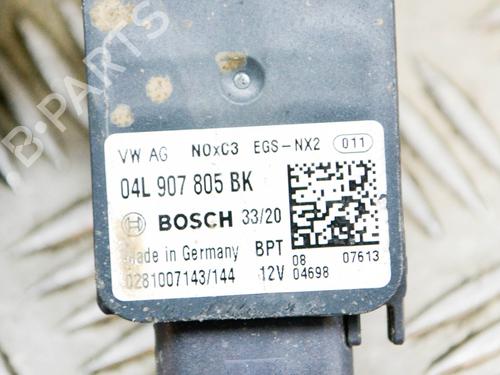 B-PARTS
VW AG NOxC3 EGS-NX2 011
04L 907 805 BK
BOSCH 33/20
Made in Germany BPT
08 07613
0281007143/144 12V 04698